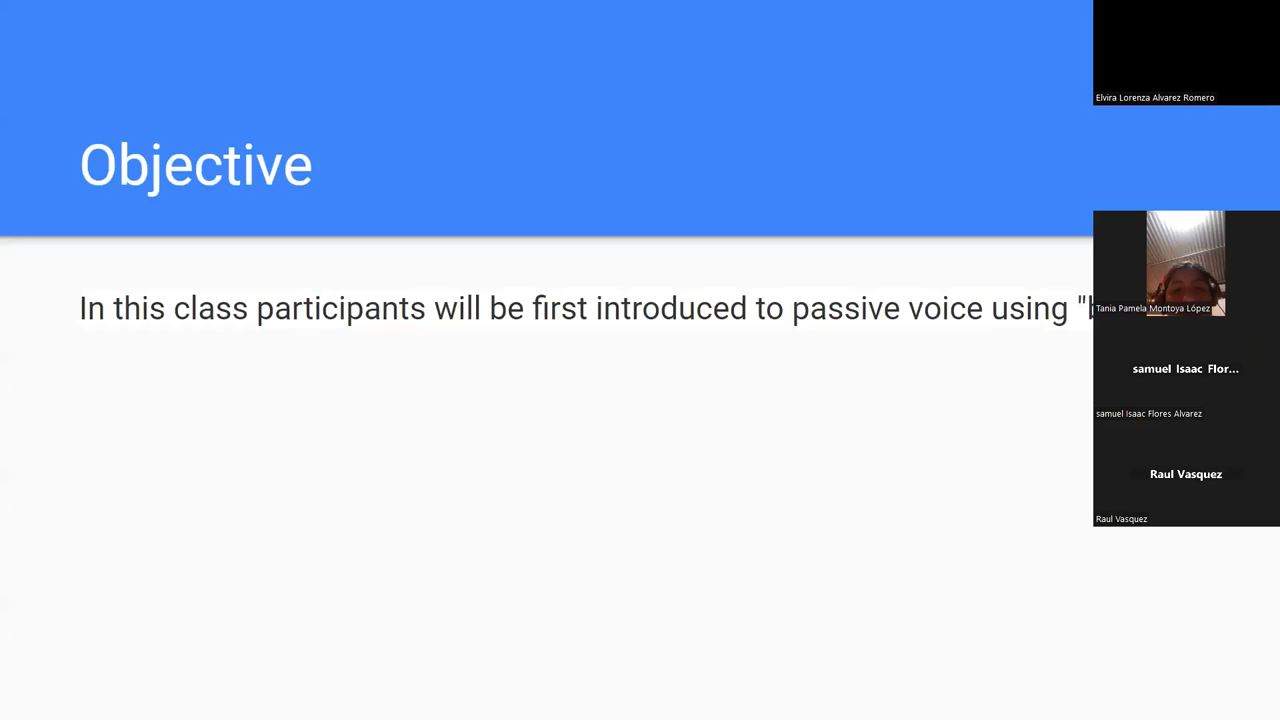 Objective
In this class participants will be first introduced to passive voice using "
Elvira Lorenza Alvarez Romero
Tania Pamela Montoya López
samuel Isaac Flor...
samuel Isaac Flores Alvarez
Raul Vasquez
Raul Vasquez